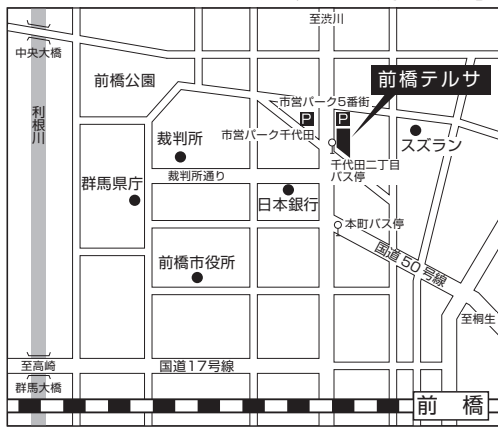 至渋川
中央大橋
前橋公園
前橋テルサ
市営パーク5番街
P
P
利根川
市営パーク千代田
裁判所
スズラン
千代田二丁目
バス停
裁判所通り
群馬県庁
日本銀行
本町バス停
国道50号線
前橋市役所
至桐生
至高崎
国道17号線
群馬大橋
前橋